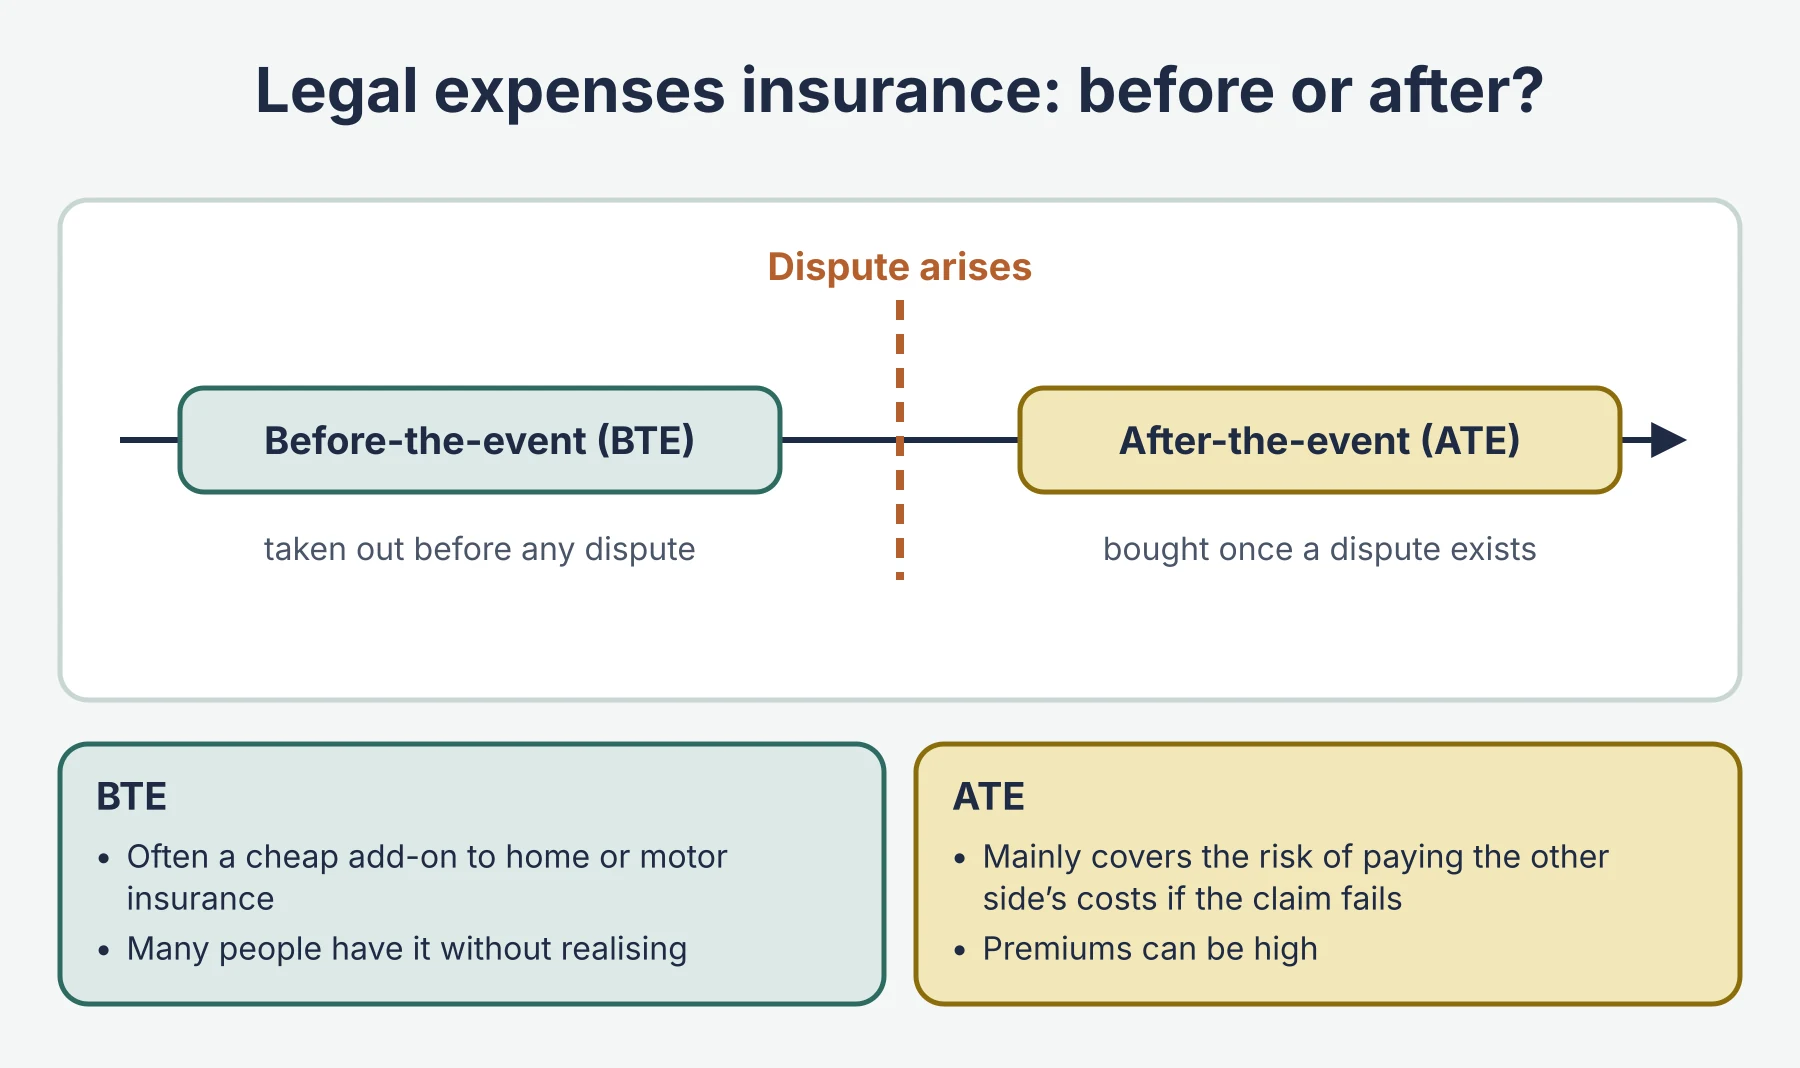 Legal expenses insurance: before or after?
Dispute arises
Before-the-event (BTE)
After-the-event (ATE)
taken out before any dispute
bought once a dispute exists
BTE
• Often a cheap add-on to home or motor
insurance
• Many people have it without realising
ATE
• Mainly covers the risk of paying the other
side’s costs if the claim fails
• Premiums can be high